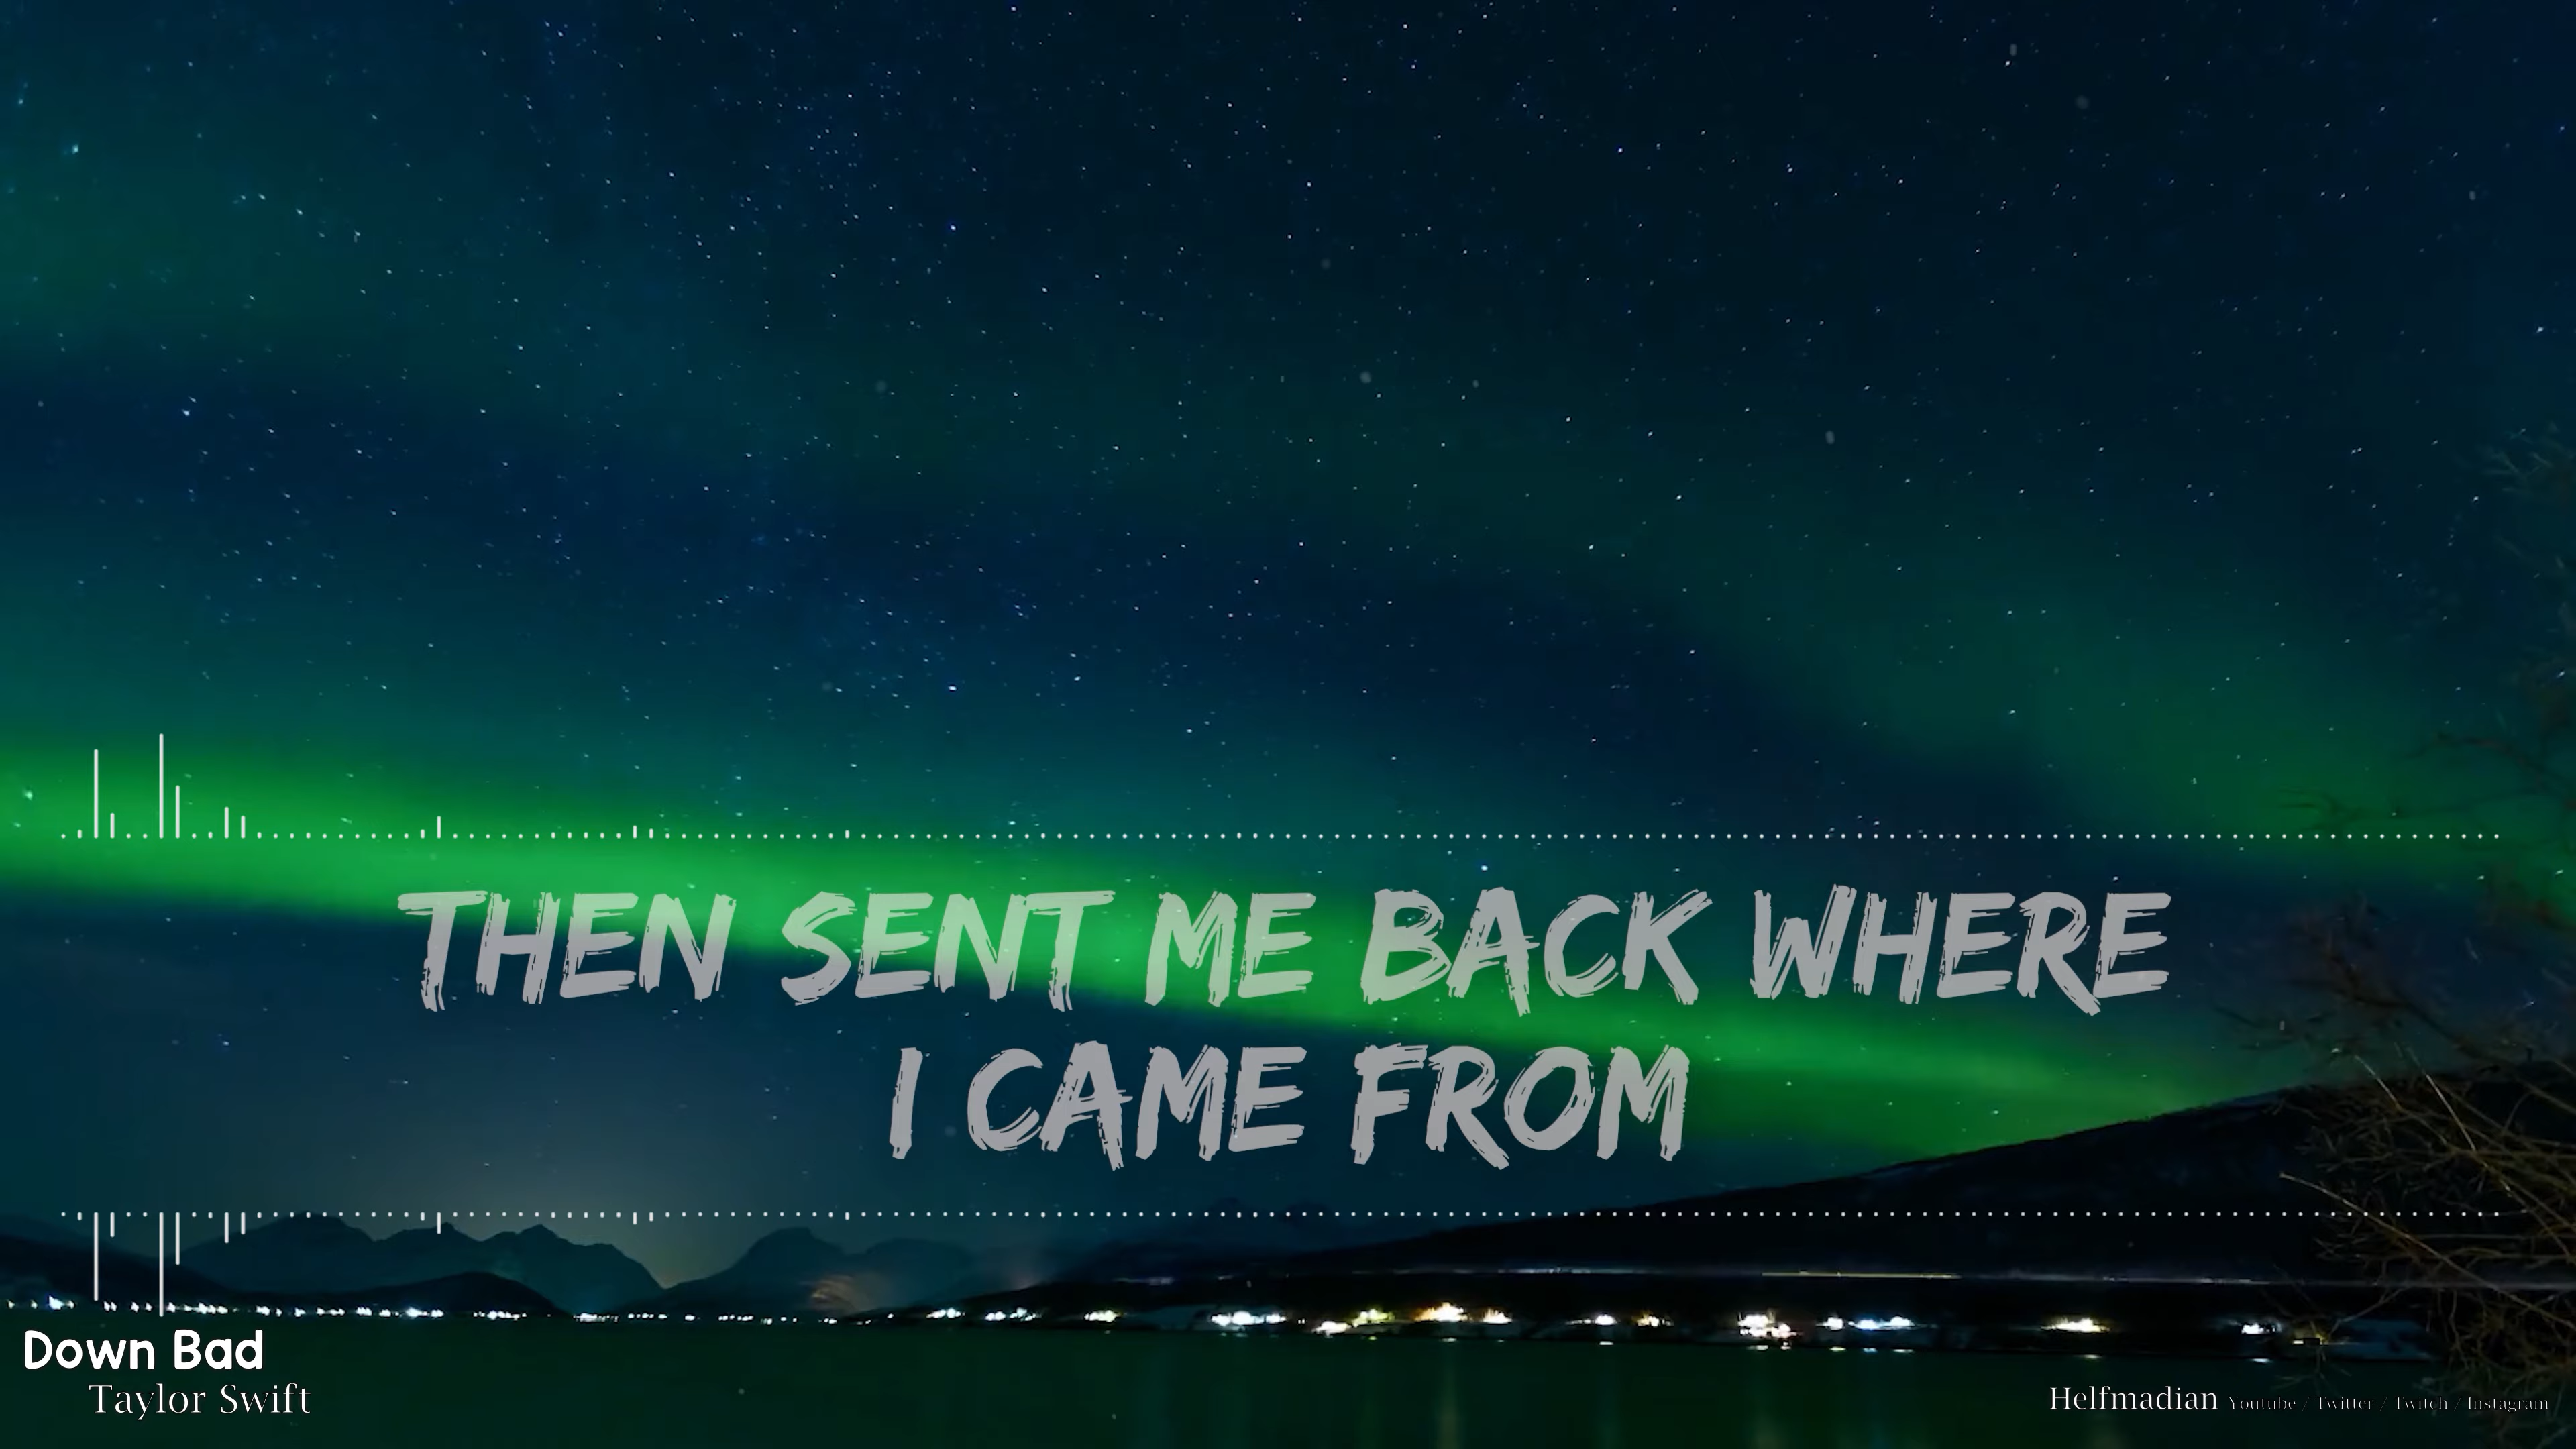 THEN SENT ME BACK WHERE
I CAME FROM
Down Bad
Taylor Swift
Helfmadian Youtube / Twitter / Twitch / Instagram